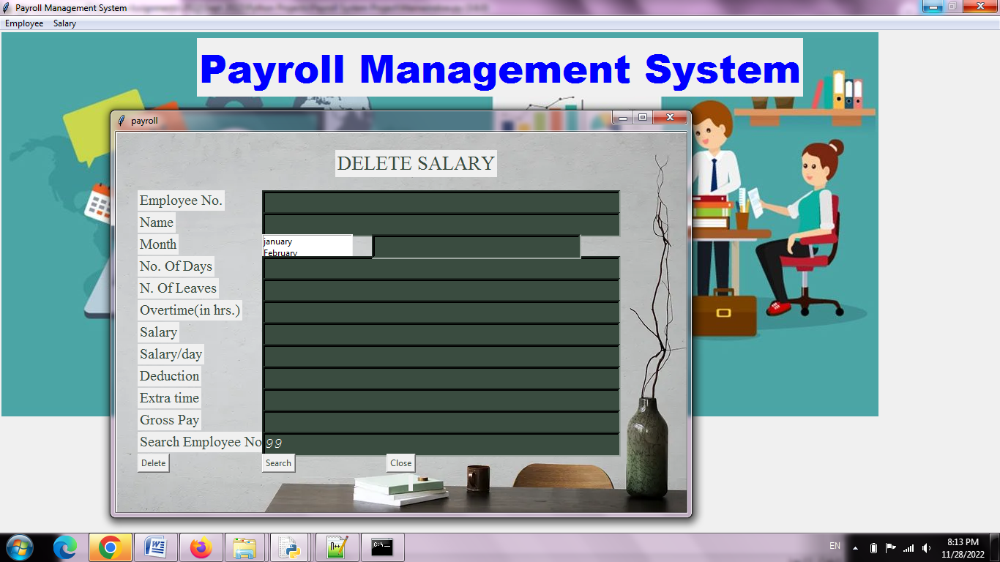 Payroll Management System
Employee Salary
Payroll Management System
payroll
DELETE SALARY
Employee No.
Name
Month
january
February
No. Of Days
N. Of Leaves
Overtime(in hrs.)
Salary
Salary/day
Deduction
Extra time
Gross Pay
Search Employee No
99
Delete Search Close
EN
8:13 PM
11/28/2022